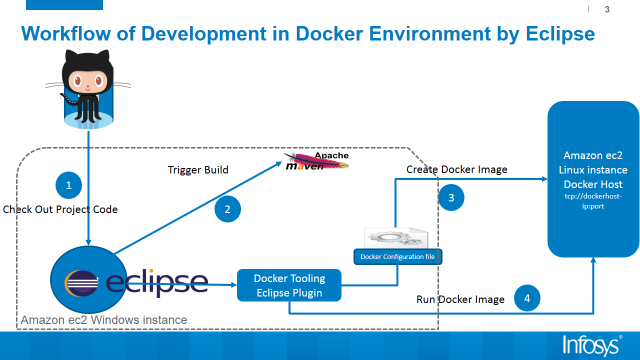 3
Workflow of Development in Docker Environment by Eclipse
Apache
maven
Trigger Build
Create Docker Image
Amazon ec2
Linux instance
Docker Host
tcp://dockerhost-
ip:port
1
2
3
Check Out Project Code
Docker Configuration file
eclipse
Docker Tooling
Eclipse Plugin
Run Docker Image
4
Amazon ec2 Windows instance
Infosys®